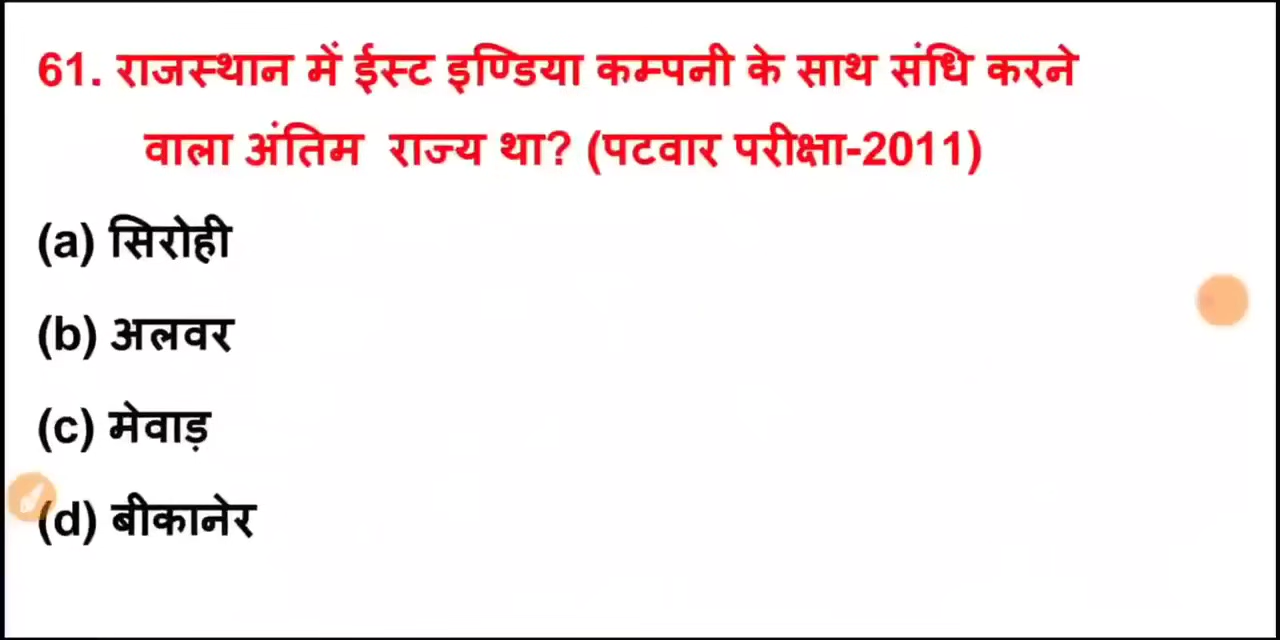 61. राजस्थान में ईस्ट इण्डिया कम्पनी के साथ संधि करने
वाला अंतिम राज्य था? (पटवार परीक्षा-2011)
(a) सिरोही
(b) अलवर
(c) मेवाड़
(d) बीकानेर